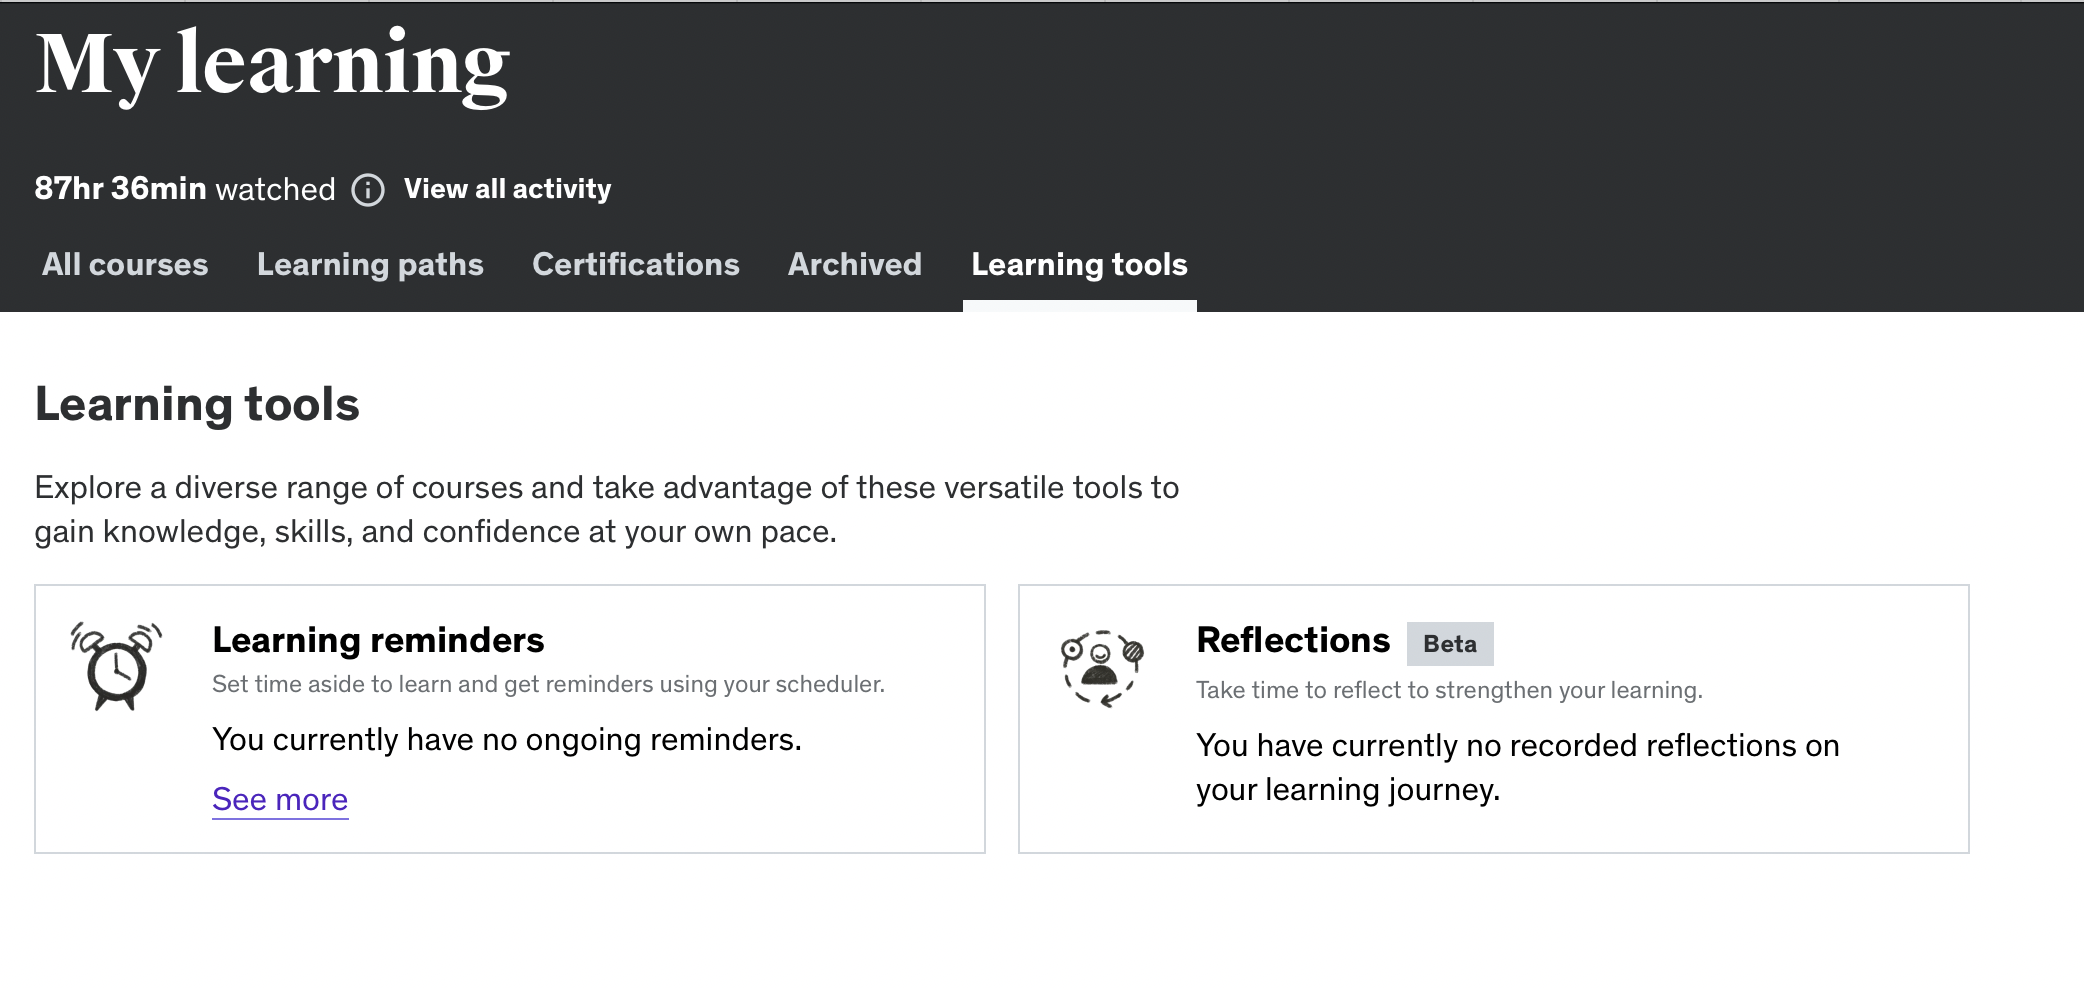 My learning
87hr 36min watched View all activity
All courses Learning paths Certifications Archived Learning tools
Learning tools
Explore a diverse range of courses and take advantage of these versatile tools to
gain knowledge, skills, and confidence at your own pace.
Learning reminders
Set time aside to learn and get reminders using your scheduler.
You currently have no ongoing reminders.
See more
Reflections Beta
Take time to reflect to strengthen your learning.
You have currently no recorded reflections on
your learning journey.